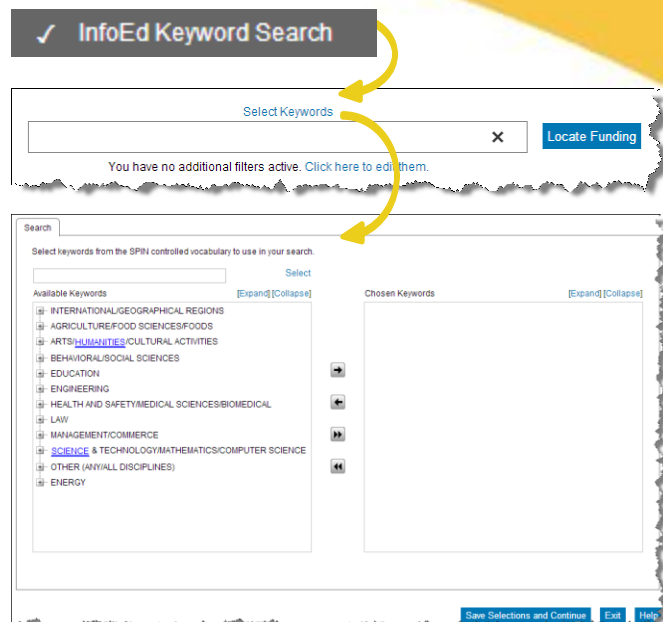 ✓ InfoEd Keyword Search
Select Keywords
× Locate Funding
You have no additional filters active. Click here to edit them.
Search
Select keywords from the SPIN controlled vocabulary to use in your search.
Select
Available Keywords [Expand] [Collapse] Chosen Keywords [Expand] [Collapse]
INTERNATIONAL/GEOGRAPHICAL REGIONS
AGRICULTURE/FOOD SCIENCES/FOODS
ARTS/HUMANITIES/CULTURAL ACTIVITIES
BEHAVIORAL/SOCIAL SCIENCES
EDUCATION
ENGINEERING
HEALTH AND SAFETY/MEDICAL SCIENCES/BIOMEDICAL
LAW
MANAGEMENT/COMMERCE
SCIENCE & TECHNOLOGY/MATHEMATICS/COMPUTER SCIENCE
OTHER (ANY/ALL DISCIPLINES)
ENERGY
Save Selections and Continue Exit Help